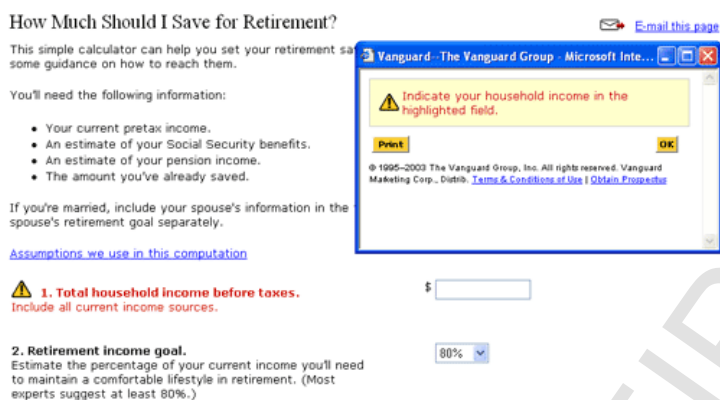 How Much Should I Save for Retirement?
E-mail this page
This simple calculator can help you set your retirement
some guidance on how to reach them.
You'll need the following information:
• Your current pretax income.
• An estimate of your Social Security benefits.
• An estimate of your pension income.
• The amount you've already saved.
If you're married, include your spouse's information in the
spouse's retirement goal separately.
Assumptions we use in this computation
Vanguard--The Vanguard Group - Microsoft Inte...
Indicate your household income in the
highlighted field.
Print
OK
© 1995–2003 The Vanguard Group, Inc. All rights reserved. Vanguard
Marketing Corp., Distrib. Terms & Conditions of Use | Obtain Prospectus
1. Total household income before taxes.
$
Include all current income sources.
2. Retirement income goal.
80%
Estimate the percentage of your current income you'll need
to maintain a comfortable lifestyle in retirement. (Most
experts suggest at least 80%.)